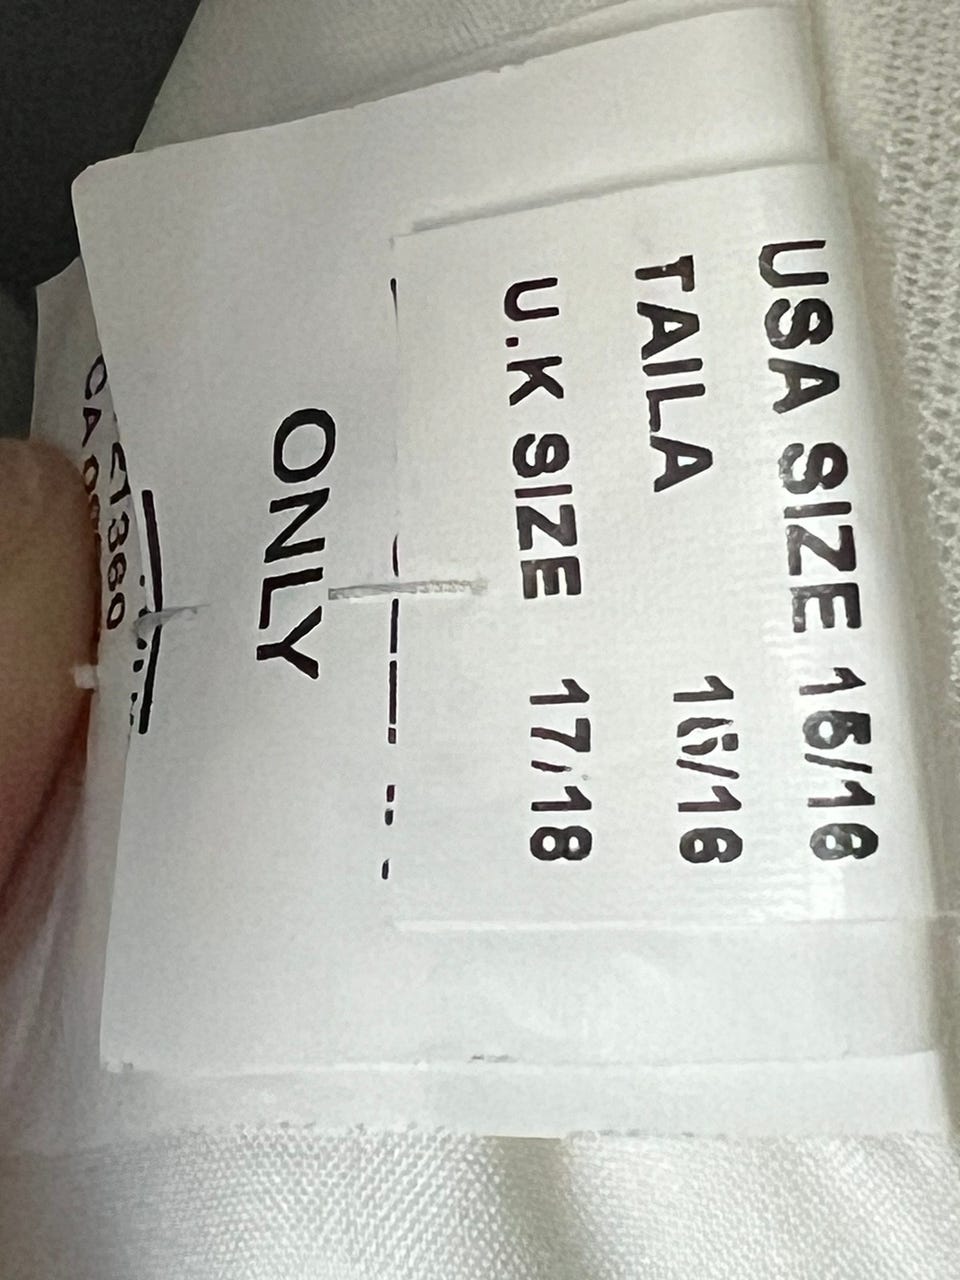 USA SIZE 15/16
TAILA 15/16
U.K SIZE 17/18
ONLY